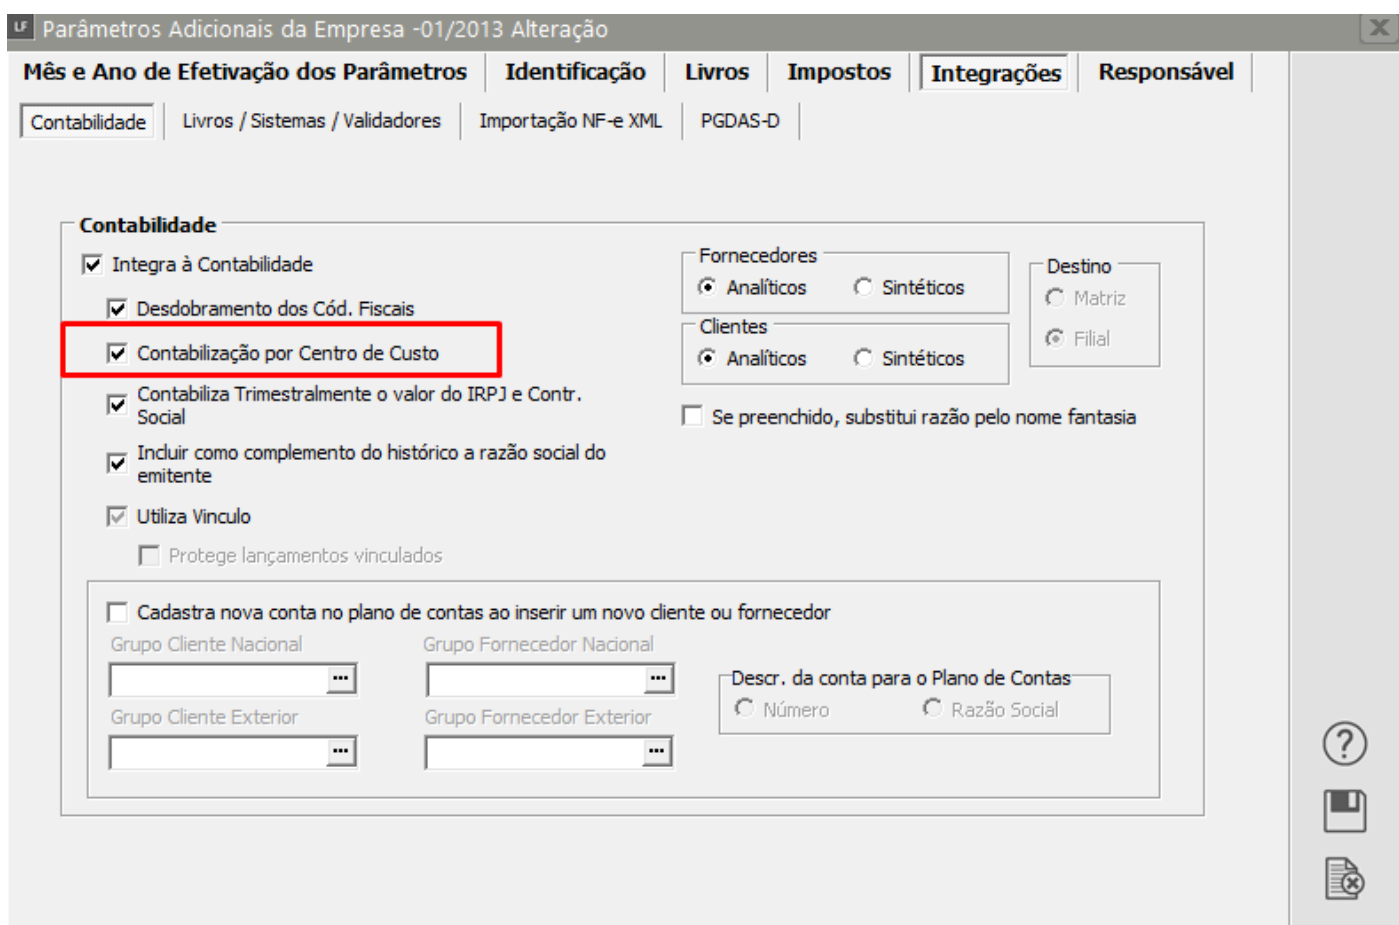 LF Parâmetros Adicionais da Empresa -01/2013 Alteração
Mês e Ano de Efetivação dos Parâmetros Identificação Livros Impostos Integrações Responsável
Contabilidade Livros / Sistemas / Validadores Importação NF-e XML PGDAS-D
Contabilidade
Integra à Contabilidade
Desdobramento dos Cód. Fiscais
Contabilização por Centro de Custo
Contabiliza Trimestralmente o valor do IRPJ e Contr.
Social
Incluir como complemento do histórico a razão social do
emitente
Utiliza Vinculo
Protege lançamentos vinculados
Fornecedores
Analíticos Sintéticos
Clientes
Analíticos Sintéticos
Destino
Matriz
Filial
Se preenchido, substitui razão pelo nome fantasia
Cadastra nova conta no plano de contas ao inserir um novo cliente ou fornecedor
Grupo Cliente Nacional Grupo Fornecedor Nacional
... ...
Grupo Cliente Exterior Grupo Fornecedor Exterior
... ...
Descr. da conta para o Plano de Contas
Número Razão Social